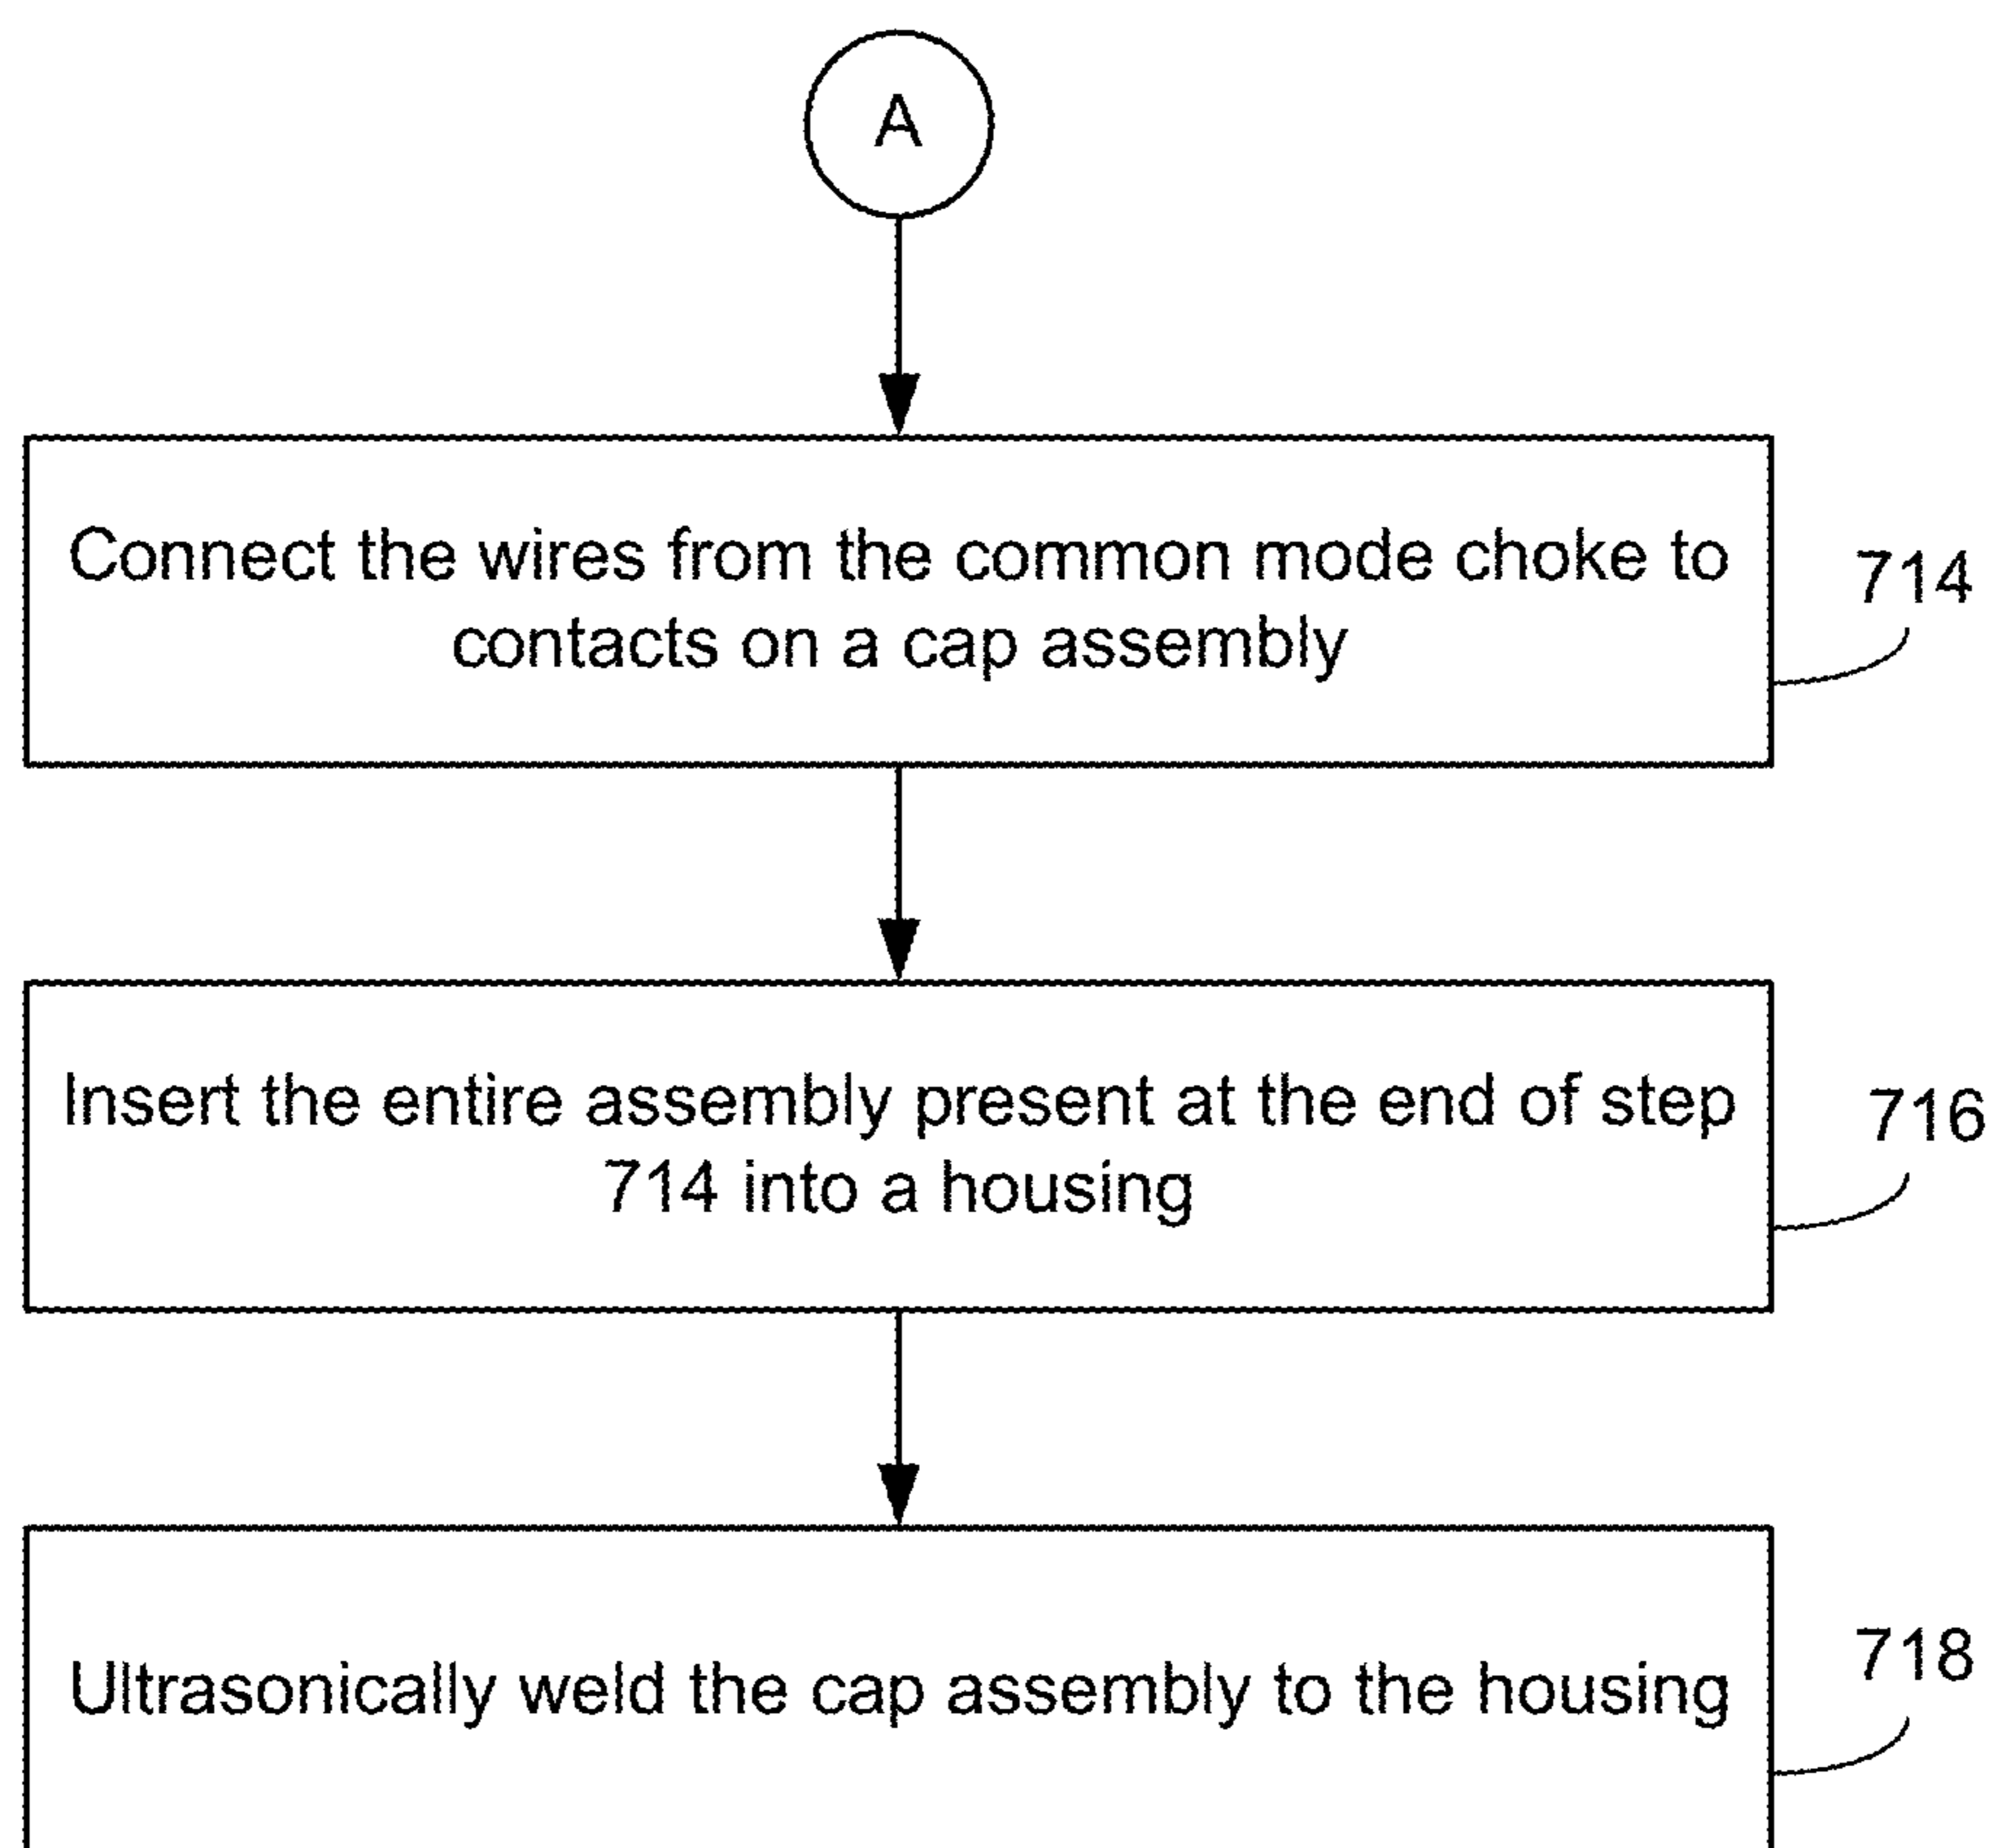 A
Connect the wires from the common mode choke to
contacts on a cap assembly
714
Insert the entire assembly present at the end of step
714 into a housing
716
Ultrasonically weld the cap assembly to the housing
718